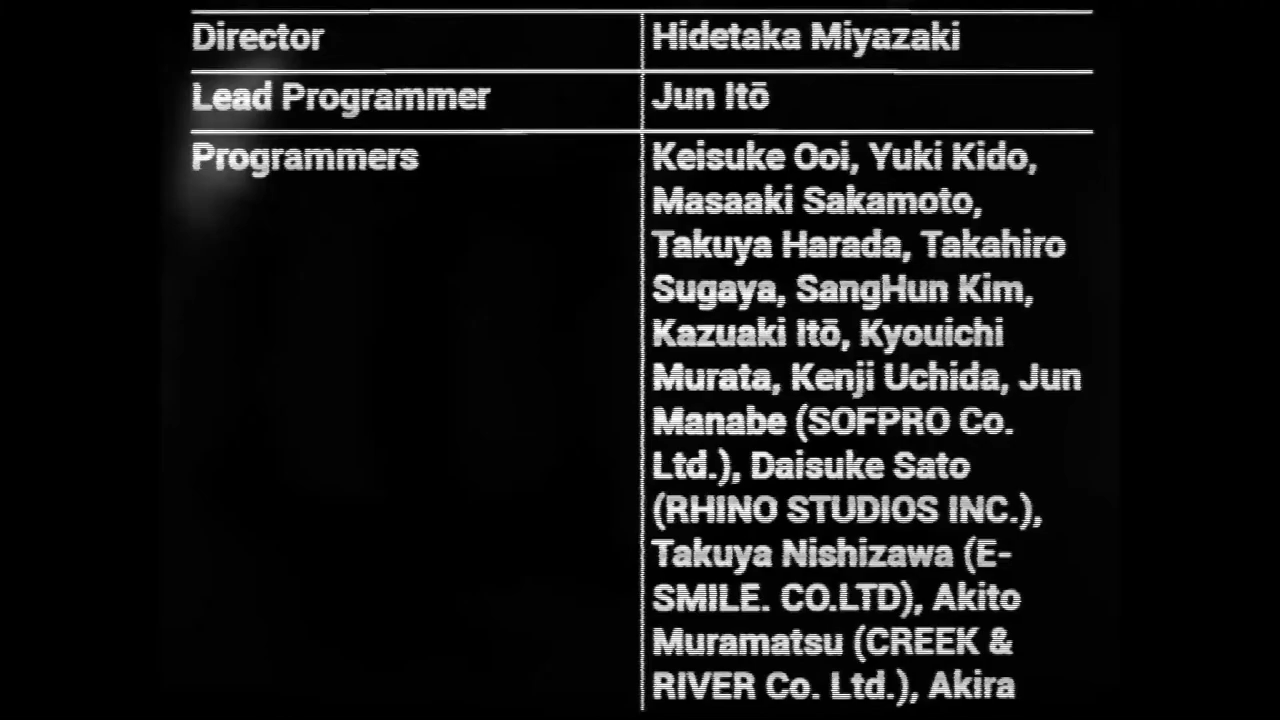 Director Hidetaka Miyazaki
Lead Programmer Jun Itō
Programmers Keisuke Ooi, Yuki Kido,
Masaaki Sakamoto,
Takuya Harada, Takahiro
Sugaya, SangHun Kim,
Kazuaki Itō, Kyouichi
Murata, Kenji Uchida, Jun
Manabe (SOFPRO Co.
Ltd.), Daisuke Sato
(RHINO STUDIOS INC.),
Takuya Nishizawa (E-
SMILE. CO.LTD), Akito
Muramatsu (CREEK &
RIVER Co. Ltd.), Akira